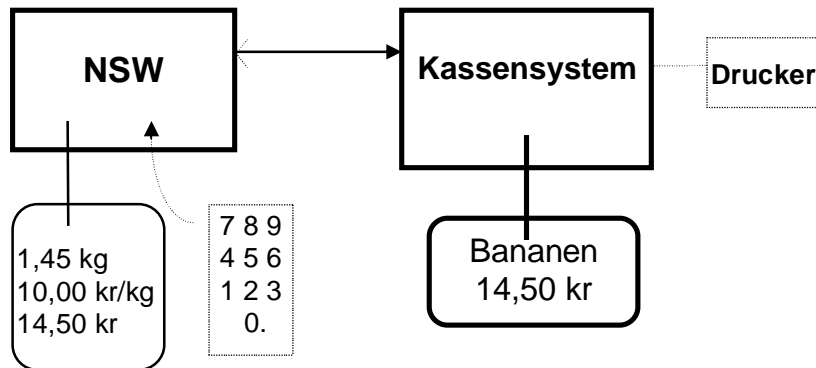 NSW
Kassensystem
Drucker
1,45 kg
10,00 kr/kg
14,50 kr
7 8 9
4 5 6
1 2 3
0.
Bananen
14,50 kr